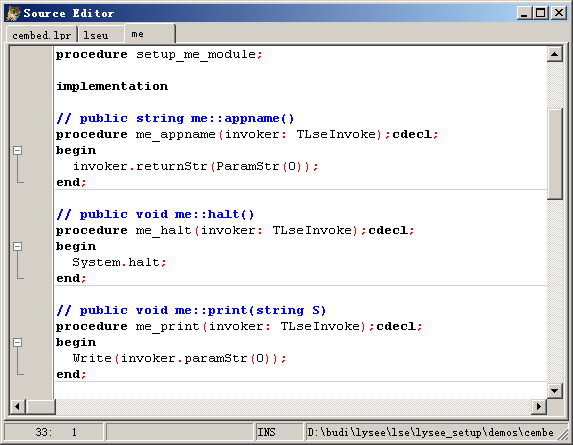 Source Editor
cembed.lpr lseu me
procedure setup_me_module;
implementation
// public string me::appname()
procedure me_appname(invoker: TLseInvoke);cdecl;
begin
invoker.returnStr(ParamStr(0));
end;
// public void me::halt()
procedure me_halt(invoker: TLseInvoke);cdecl;
begin
System.halt;
end;
// public void me::print(string S)
procedure me_print(invoker: TLseInvoke);cdecl;
begin
Write(invoker.paramStr(0));
end;
33: 1 INS D:\budi\lysee\lse\lysee_setup\demos\cembe